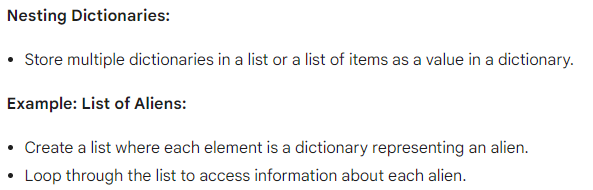 Nesting Dictionaries:
• Store multiple dictionaries in a list or a list of items as a value in a dictionary.
Example: List of Aliens:
• Create a list where each element is a dictionary representing an alien.
• Loop through the list to access information about each alien.